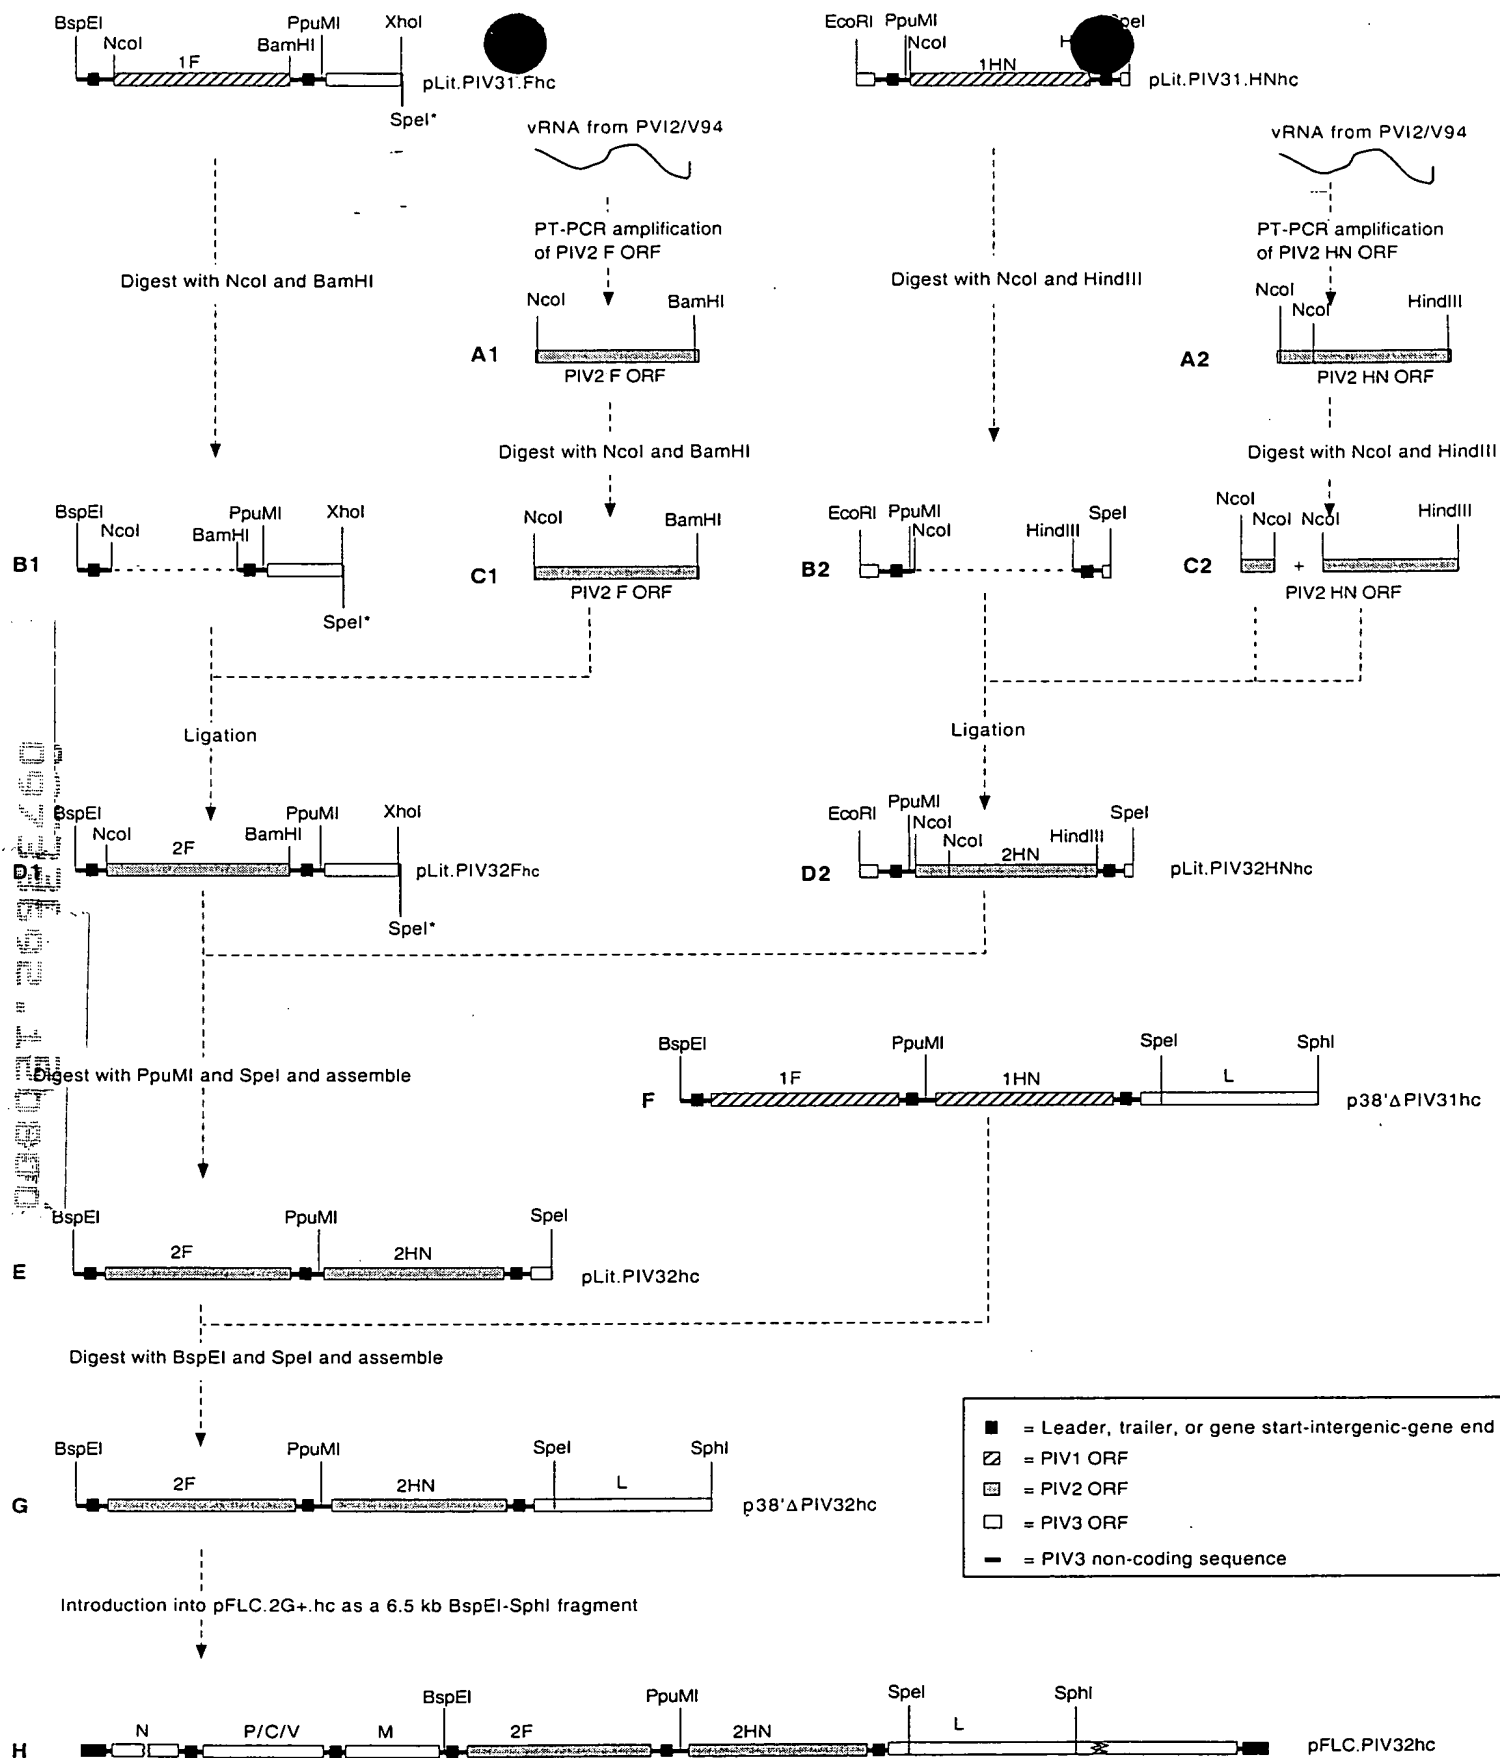 BspEI
NcoI
1F
BamHI
PpuMI
XhoI
SpeI*
pLit.PIV31.Fhc
EcoRI
PpuMI
NcoI
1HN
pLit.PIV31.HNhc
vRNA from PVI2/V94
vRNA from PVI2/V94
PT-PCR amplification
of PIV2 F ORF
PT-PCR amplification
of PIV2 HN ORF
Digest with NcoI and BamHI
Digest with NcoI and HindIII
NcoI
BamHI
A1
PIV2 F ORF
NcoI
NcoI
HindIII
A2
PIV2 HN ORF
Digest with NcoI and BamHI
Digest with NcoI and HindIII
BspEI
NcoI
BamHI
PpuMI
XhoI
B1
SpeI*
NcoI
BamHI
C1
PIV2 F ORF
EcoRI
PpuMI
NcoI
HindIII
SpeI
B2
NcoI
NcoI
NcoI
HindIII
C2
+
PIV2 HN ORF
Ligation
Ligation
BspEI
NcoI
2F
BamHI
PpuMI
XhoI
D1
pLit.PIV32Fhc
SpeI*
EcoRI
PpuMI
NcoI
NcoI
2HN
HindIII
SpeI
D2
pLit.PIV32HNhc
Digest with PpuMI and SpeI and assemble
BspEI
1F
PpuMI
1HN
SpeI
L
SphI
F
p38'ΔPIV31hc
BspEI
2F
PpuMI
2HN
SpeI
E
pLit.PIV32hc
Digest with BspEI and SpeI and assemble
BspEI
2F
PpuMI
2HN
SpeI
L
SphI
G
p38'ΔPIV32hc
= Leader, trailer, or gene start-intergenic-gene end
= PIV1 ORF
= PIV2 ORF
= PIV3 ORF
= PIV3 non-coding sequence
Introduction into pFLC.2G+.hc as a 6.5 kb BspEI-SphI fragment
H
N
P/C/V
M
BspEI
2F
PpuMI
2HN
SpeI
L
SphI
pFLC.PIV32hc